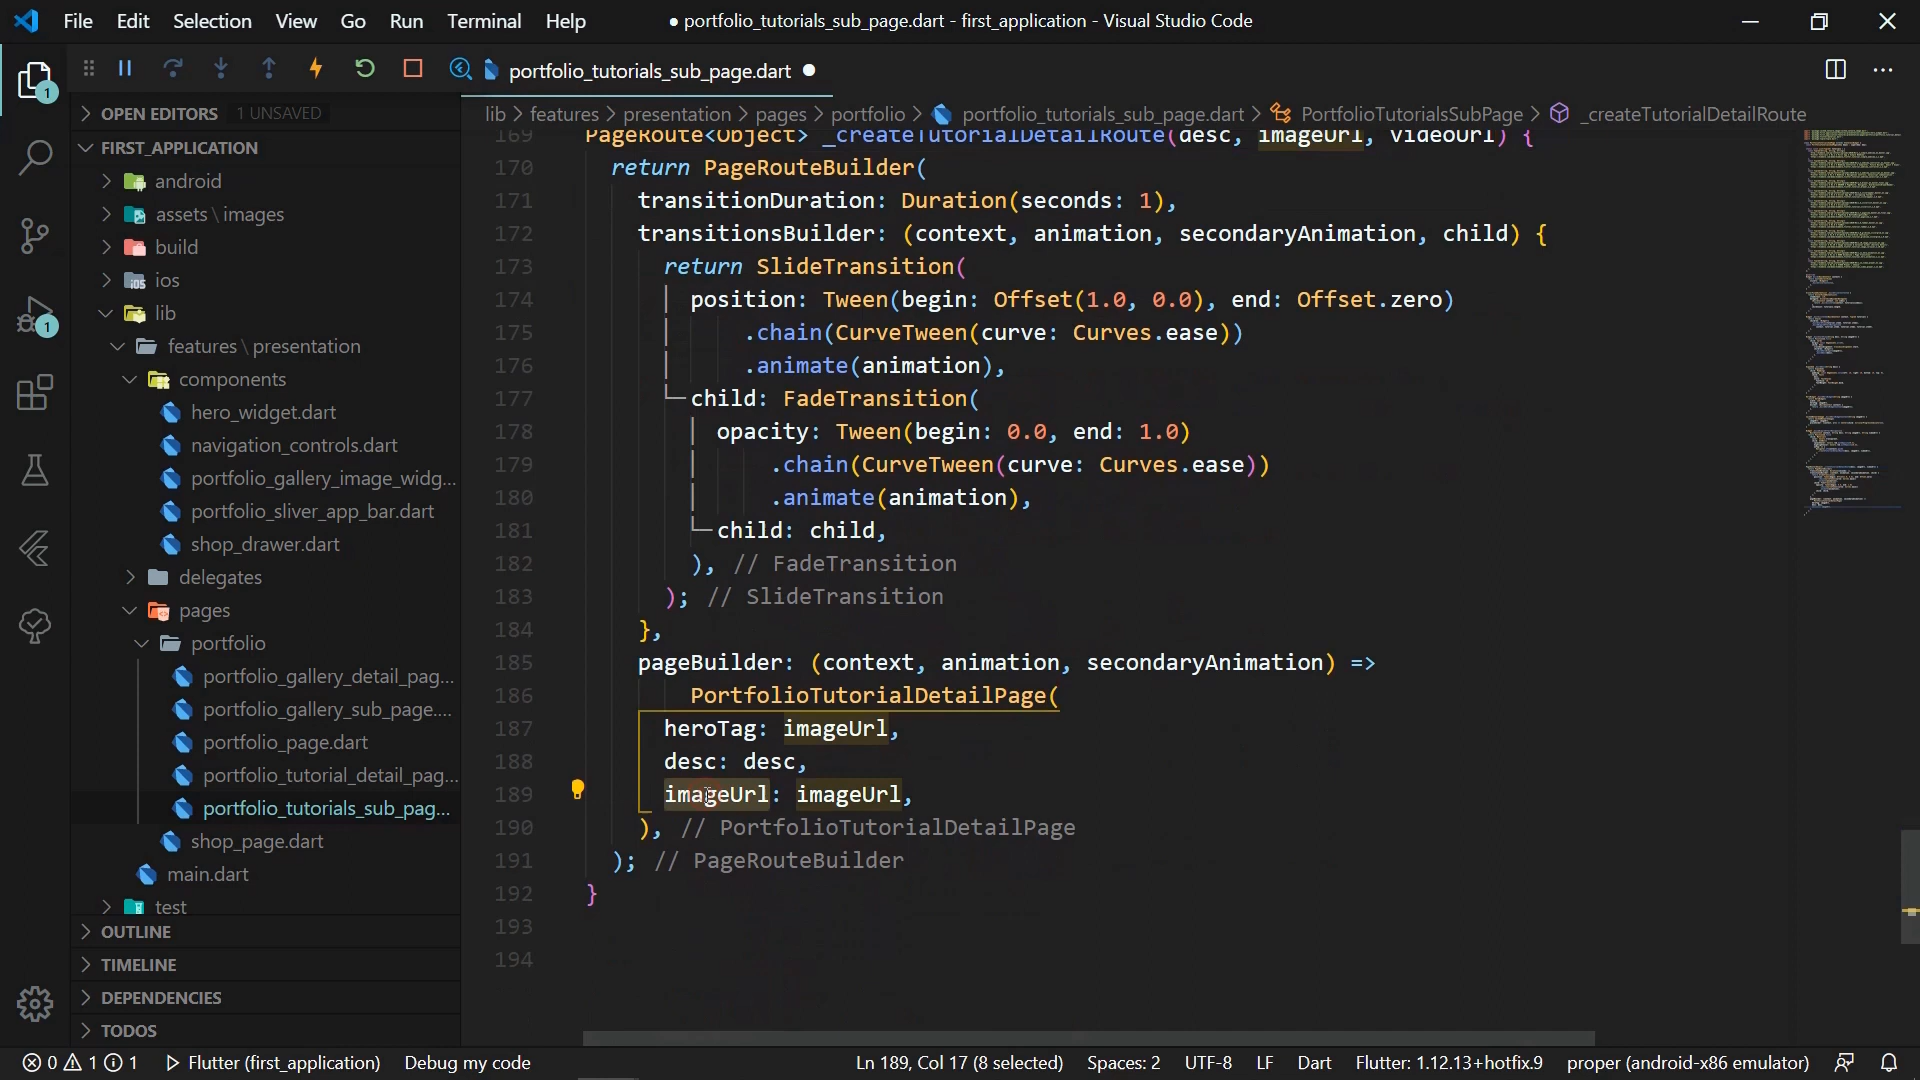 File Edit Selection View Go Run Terminal Help
● portfolio_tutorials_sub_page.dart - first_application - Visual Studio Code
1
portfolio_tutorials_sub_page.dart ●
OPEN EDITORS 1 UNSAVED
lib > features > presentation > pages > portfolio > portfolio_tutorials_sub_page.dart > PortfolioTutorialsSubPage > _createTutorialDetailRoute
FIRST_APPLICATION
android
assets \ images
build
ios
lib
features \ presentation
components
hero_widget.dart
navigation_controls.dart
portfolio_gallery_image_widg...
portfolio_sliver_app_bar.dart
shop_drawer.dart
delegates
pages
portfolio
portfolio_gallery_detail_pag...
portfolio_gallery_sub_page....
portfolio_page.dart
portfolio_tutorial_detail_pag...
portfolio_tutorials_sub_pag...
shop_page.dart
main.dart
test
OUTLINE
TIMELINE
DEPENDENCIES
TODOS
1
169 PageRoute<Object> _createTutorialDetailRoute(desc, imageUrl, videoUrl) {
170 return PageRouteBuilder(
171 transitionDuration: Duration(seconds: 1),
172 transitionsBuilder: (context, animation, secondaryAnimation, child) {
173 return SlideTransition(
174 position: Tween(begin: Offset(1.0, 0.0), end: Offset.zero)
175 .chain(CurveTween(curve: Curves.ease))
176 .animate(animation),
177 child: FadeTransition(
178 opacity: Tween(begin: 0.0, end: 1.0)
179 .chain(CurveTween(curve: Curves.ease))
180 .animate(animation),
181 child: child,
182 ), // FadeTransition
183 ); // SlideTransition
184 },
185 pageBuilder: (context, animation, secondaryAnimation) =>
186 PortfolioTutorialDetailPage(
187 heroTag: imageUrl,
188 desc: desc,
189 imageUrl: imageUrl,
190 ), // PortfolioTutorialDetailPage
191 ); // PageRouteBuilder
192 }
193
194
0 1 1 Flutter (first_application) Debug my code Ln 189, Col 17 (8 selected) Spaces: 2 UTF-8 LF Dart Flutter: 1.12.13+hotfix.9 proper (android-x86 emulator)